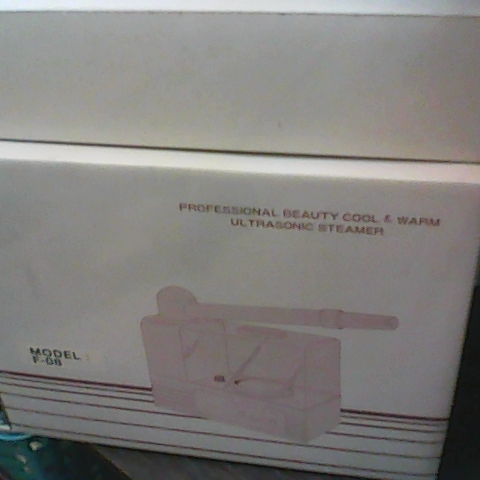 PROFESSIONAL BEAUTY COOL & WARM
ULTRASONIC STEAMER
MODEL
F-08